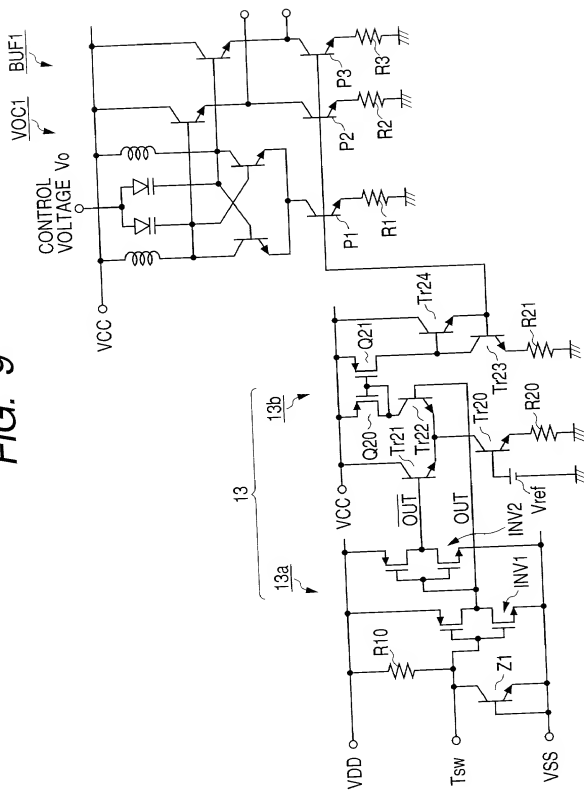 FIG. 9
BUF1
VOC1
CONTROL
VOLTAGE Vo
VCC
P3
R3
P2
R2
P1
R1
13
13a
13b
VCC
Q21
Q20
Tr24
Tr21
Tr22
Tr23
R21
Tr20
R20
Vref
OUT
OUT
INV2
INV1
VDD
R10
Tsw
Z1
VSS